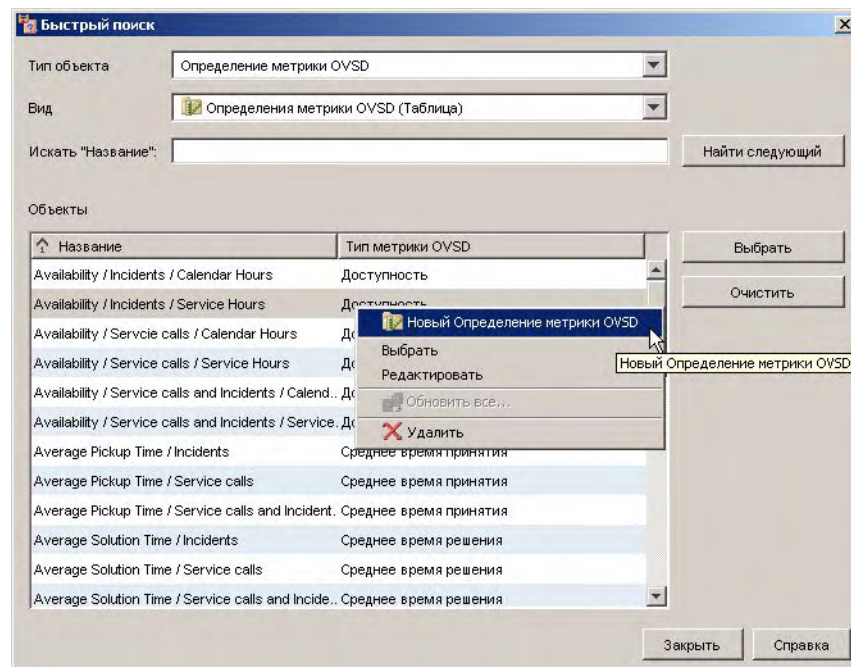 Быстрый поиск
Тип объекта
Определение метрики OVSD
Вид
Определения метрики OVSD (Таблица)
Искать "Название":
Найти следующий
Объекты
1 Название
Тип метрики OVSD
Выбрать
Очистить
Availability / Incidents / Calendar Hours Доступность
Availability / Incidents / Service Hours Доступность
Availability / Servcie calls / Calendar Hours
Availability / Service calls / Service Hours
Availability / Service calls and Incidents / Calend..
Availability / Service calls and Incidents / Service.
Average Pickup Time / Incidents Среднее время принятия
Average Pickup Time / Service calls Среднее время принятия
Average Pickup Time / Service calls and Incident. Среднее время принятия
Average Solution Time / Incidents Среднее время решения
Average Solution Time / Service calls Среднее время решения
Average Solution Time / Service calls and Incide.. Среднее время решения
Новый Определение метрики OVSD
Выбрать
Редактировать
Обновить все...
Удалить
Новый Определение метрики OVSD
Закрыть
Справка